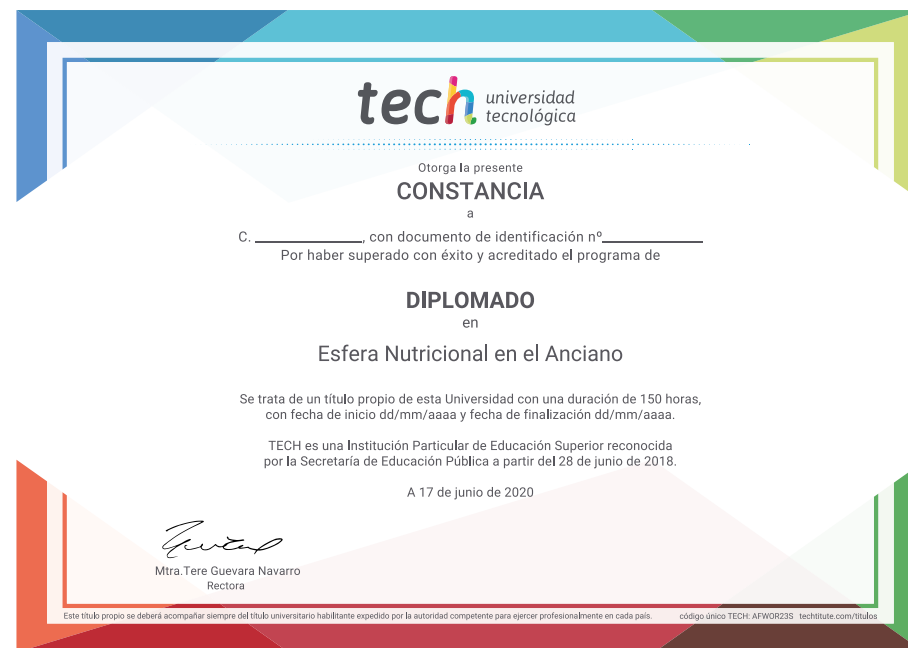 tech universidad
tecnológica
Otorga la presente
CONSTANCIA
a
C. ______________, con documento de identificación nº_____________
Por haber superado con éxito y acreditado el programa de
DIPLOMADO
en
Esfera Nutricional en el Anciano
Se trata de un título propio de esta Universidad con una duración de 150 horas,
con fecha de inicio dd/mm/aaaa y fecha de finalización dd/mm/aaaa.
TECH es una Institución Particular de Educación Superior reconocida
por la Secretaría de Educación Pública a partir del 28 de junio de 2018.
A 17 de junio de 2020
Mtra.Tere Guevara Navarro
Rectora
Este título propio se deberá acompañar siempre del título universitario habilitante expedido por la autoridad competente para ejercer profesionalmente en cada país. código único TECH: AFWOR23S techtitute.com/titulos